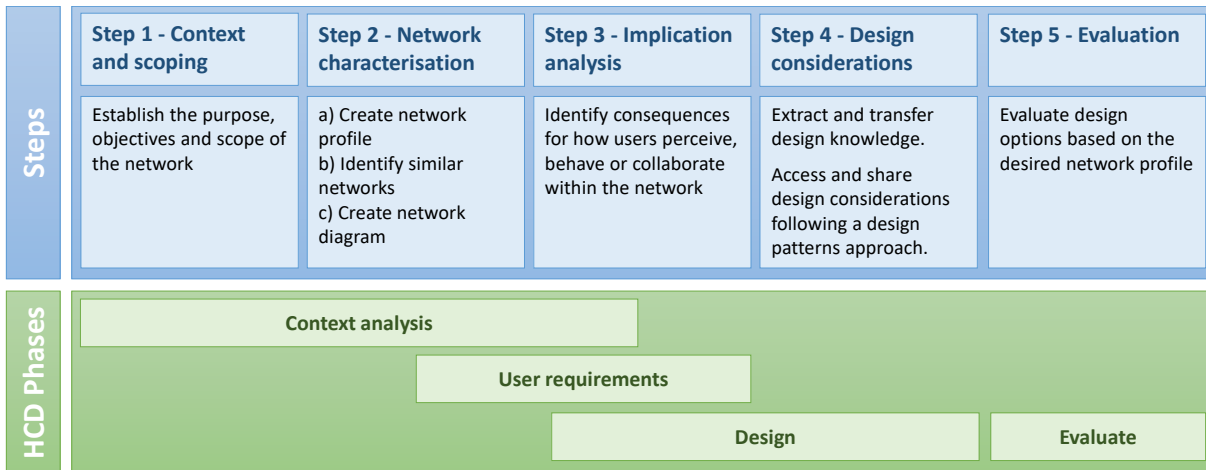 Steps
Step 1 - Context
and scoping
Establish the purpose,
objectives and scope of
the network
Step 2 - Network
characterisation
a) Create network
profile
b) Identify similar
networks
c) Create network
diagram
Step 3 - Implication
analysis
Identify consequences
for how users perceive,
behave or collaborate
within the network
Step 4 - Design
considerations
Extract and transfer
design knowledge.
Access and share
design considerations
following a design
patterns approach.
Step 5 - Evaluation
Evaluate design
options based on the
desired network profile
HCD Phases
Context analysis
User requirements
Design
Evaluate